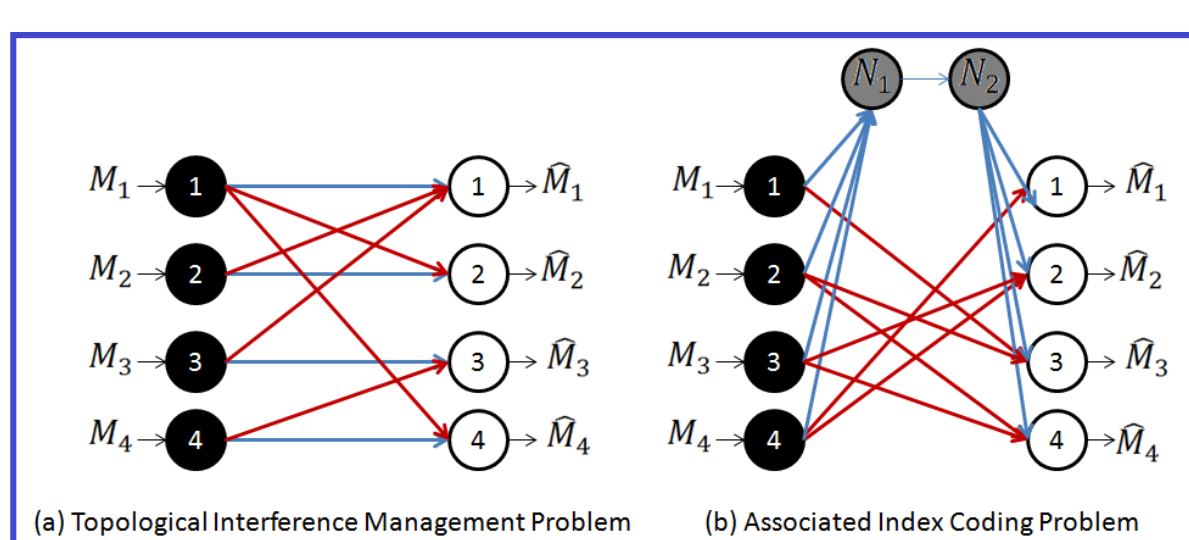 N₁ N₂
M₁ 1 1 M̂₁
M₂ 2 2 M̂₂
M₃ 3 3 M̂₃
M₄ 4 4 M̂₄
(a) Topological Interference Management Problem
M₁ 1 1 M̂₁
M₂ 2 2 M̂₂
M₃ 3 3 M̂₃
M₄ 4 4 M̂₄
(b) Associated Index Coding Problem